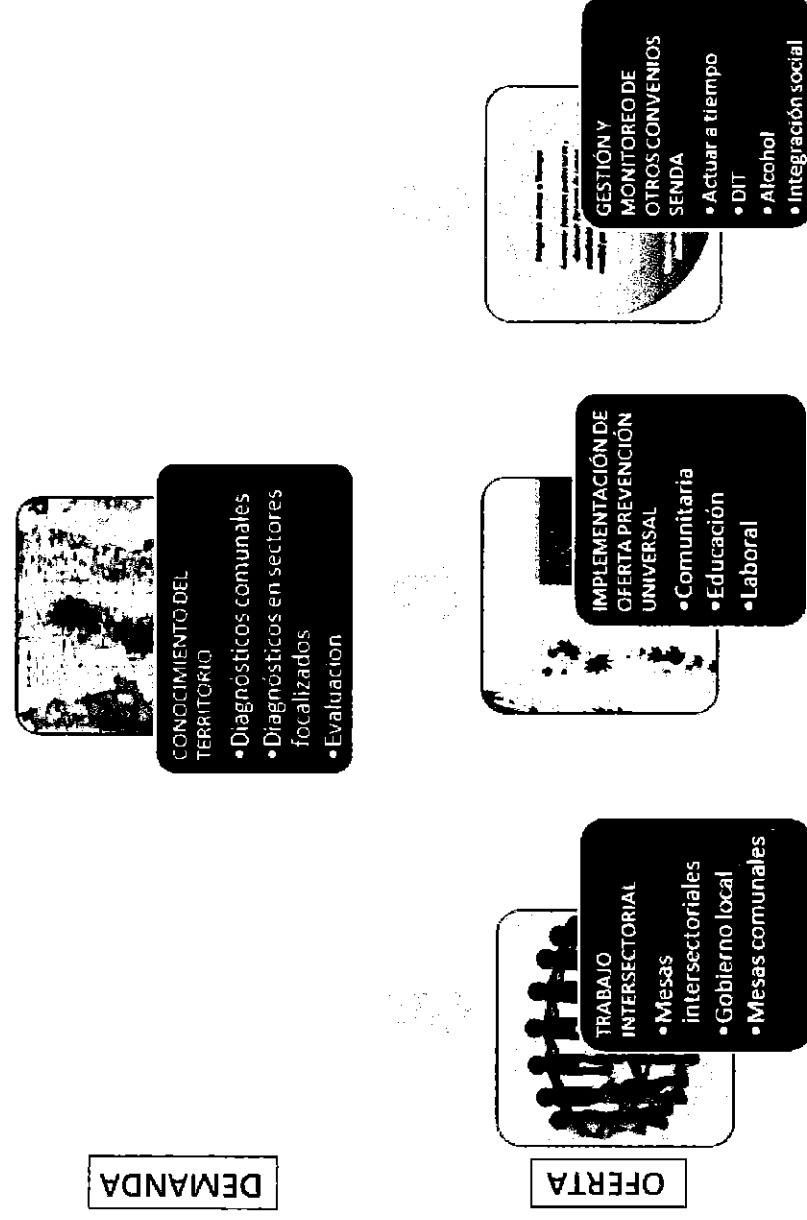 DEMANDA
CONOCIMIENTO DEL
TERRITORIO
•Diagnósticos comunales
•Diagnósticos en sectores
focalizados
•Evaluacion
OFERTA
TRABAJO
INTERSECTORIAL
•Mesas
intersectoriales
•Gobierno local
•Mesas comunales
IMPLEMENTACIÓN DE
OFERTA PREVENCIÓN
UNIVERSAL
•Comunitaria
•Educación
•Laboral
GESTIÓN Y
MONITOREO DE
OTROS CONVENIOS
SENDA
•Actuar a tiempo
•DIT
•Alcohol
•Integración social